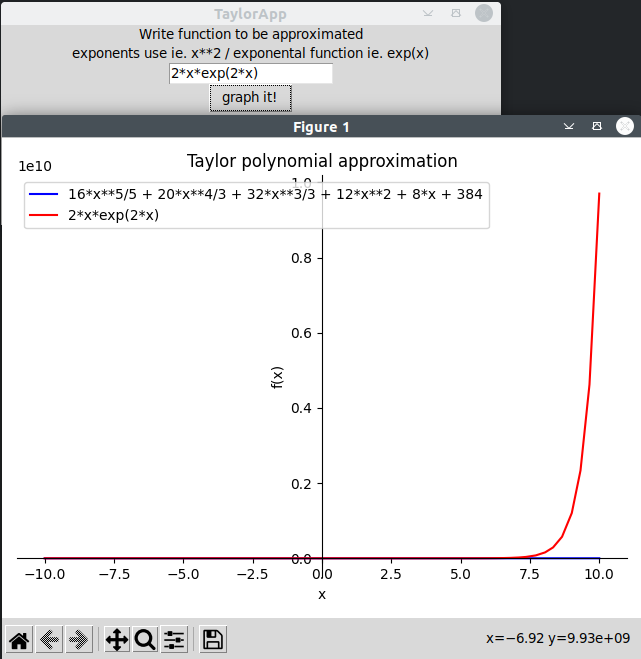 TaylorApp
Write function to be approximated
exponents use ie. x**2 / exponental function ie. exp(x)
2*x*exp(2*x)
graph it!
Figure 1
1e10
Taylor polynomial approximation
1.0
16*x**5/5 + 20*x**4/3 + 32*x**3/3 + 12*x**2 + 8*x + 384
2*x*exp(2*x)
0.8
0.6
f(x)
0.4
0.2
0.0
−10.0 −7.5 −5.0 −2.5 0.0 2.5 5.0 7.5 10.0
x
x=−6.92 y=9.93e+09